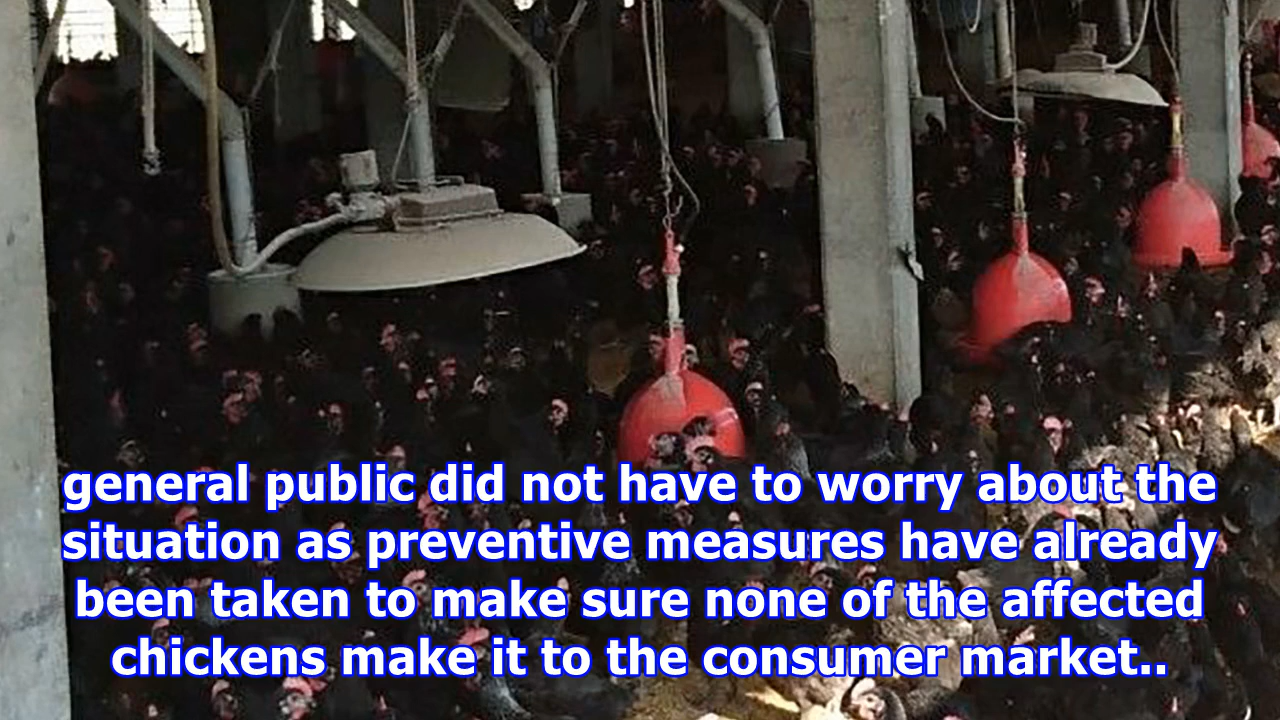 general public did not have to worry about the
situation as preventive measures have already
been taken to make sure none of the affected
chickens make it to the consumer market..